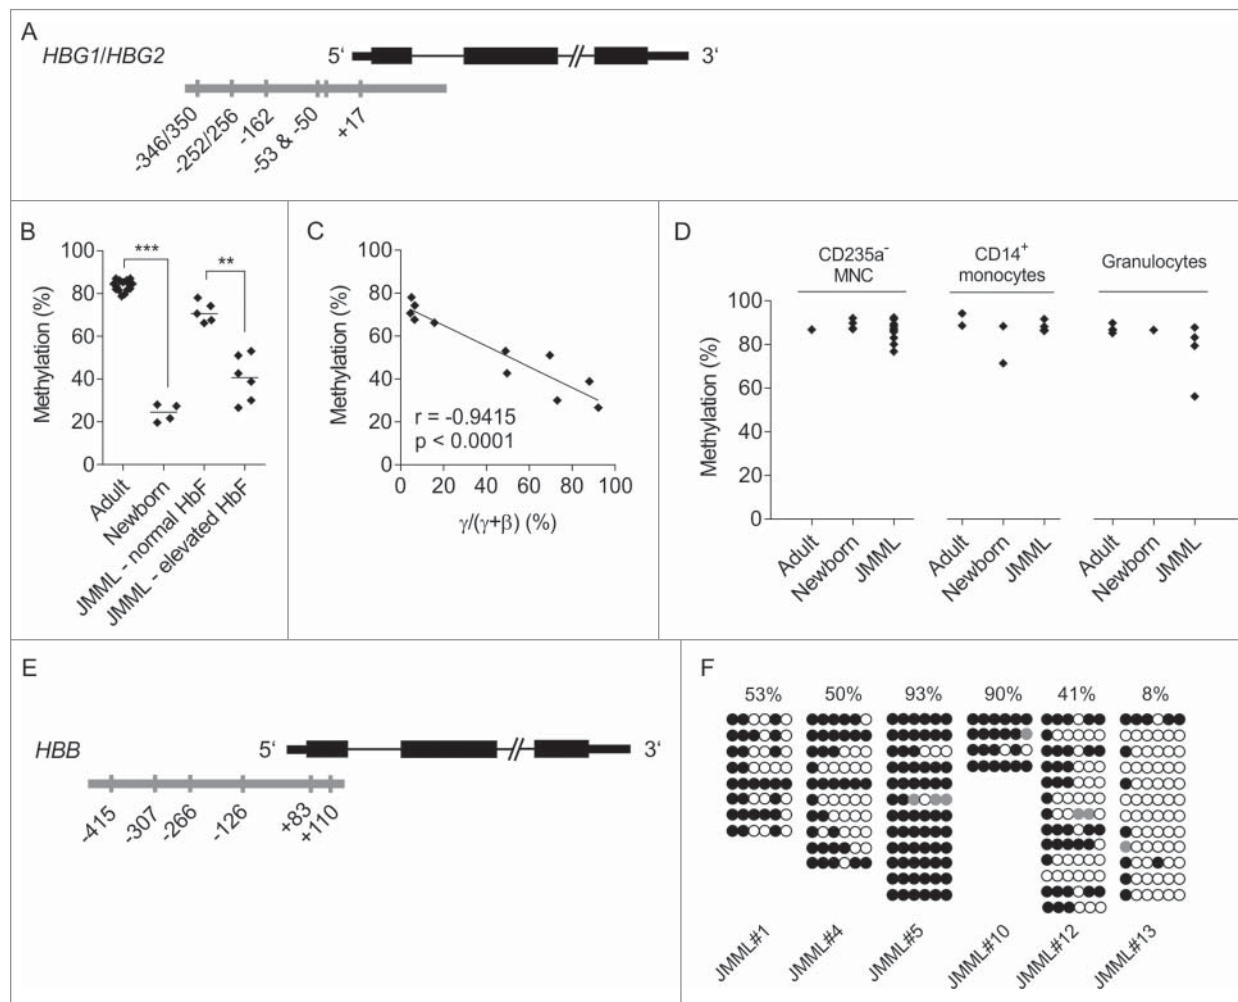 A
HBG1/HBG2
5‘
3‘
-346/350
-252/256
-162
-53 & -50
+17
B
100
80
60
40
20
0
Methylation (%)
***
**
Adult
Newborn
JMML - normal HbF
JMML - elevated HbF
C
100
80
60
40
20
0
Methylation (%)
r = -0.9415
p < 0.0001
0 20 40 60 80 100
γ/(γ+β) (%)
D
CD235a- MNC
CD14+ monocytes
Granulocytes
100
80
60
40
20
0
Methylation (%)
Adult
Newborn
JMML
Adult
Newborn
JMML
Adult
Newborn
JMML
E
HBB
5‘
3‘
-415
-307
-266
-126
+83
+110
F
53% 50% 93% 90% 41% 8%
JMML#1
JMML#4
JMML#5
JMML#10
JMML#12
JMML#13